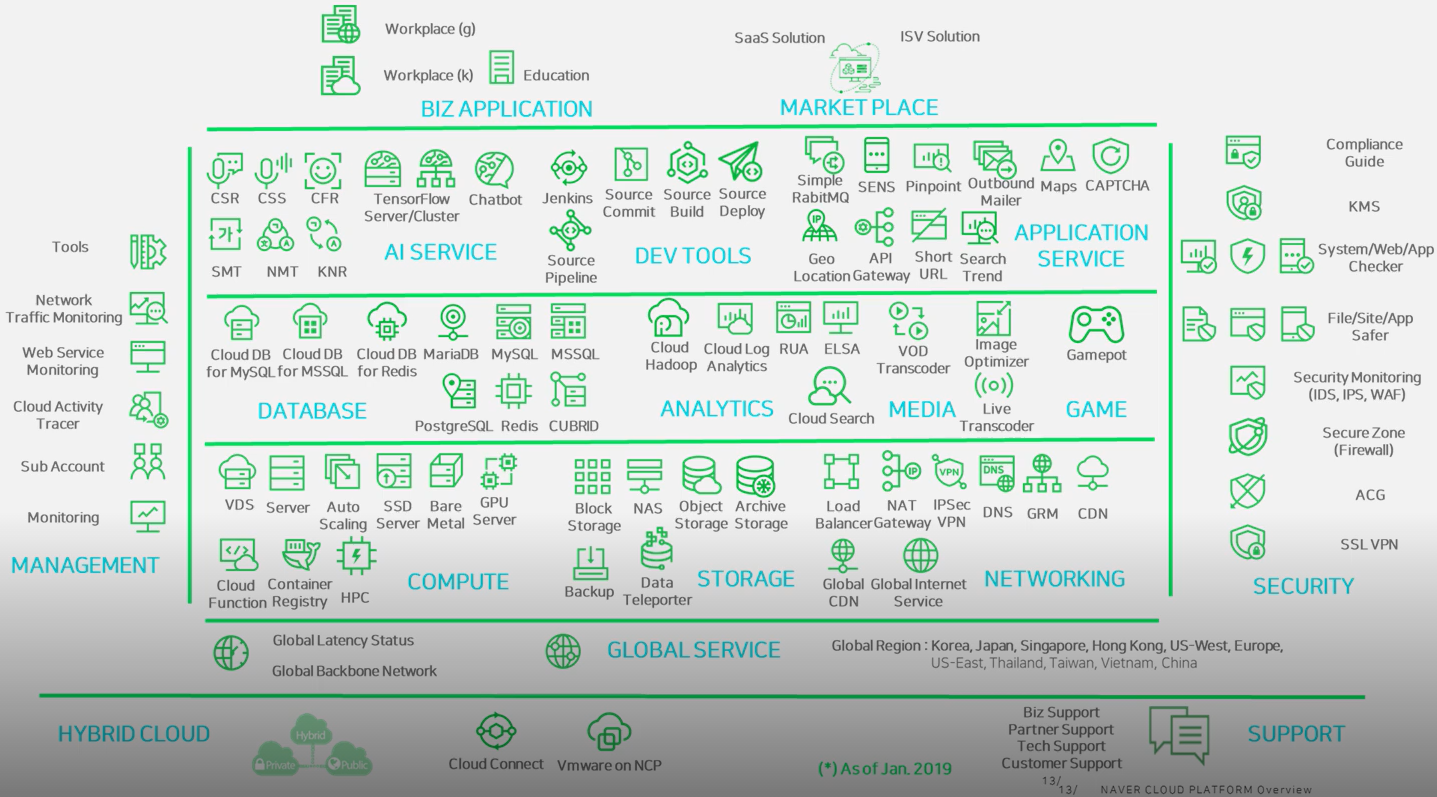 Workplace (g)
Workplace (k)
Education
BIZ APPLICATION
SaaS Solution
ISV Solution
MARKET PLACE
CSR
CSS
CFR
TensorFlow
Server/Cluster
Chatbot
SMT
가
NMT
KNR
AI SERVICE
Jenkins
Source
Commit
Source
Build
Source
Deploy
Source
Pipeline
DEV TOOLS
Simple
RabitMQ
SENS
Pinpoint
Outbound
Mailer
Maps
CAPTCHA
IP
Geo
Location
API
Gateway
Short
URL
Search
Trend
APPLICATION
SERVICE
Tools
Network
Traffic Monitoring
Web Service
Monitoring
Cloud Activity
Tracer
Sub Account
Monitoring
MANAGEMENT
Cloud DB
for MySQL
Cloud DB
for MSSQL
Cloud DB
for Redis
MariaDB
MySQL
MSSQL
PostgreSQL
Redis
CUBRID
DATABASE
Cloud
Hadoop
Cloud Log
Analytics
RUA
ELSA
Cloud Search
ANALYTICS
VOD
Transcoder
Image
Optimizer
Live
Transcoder
MEDIA
Gamepot
GAME
VDS
Server
Auto
Scaling
SSD
Server
Bare
Metal
GPU
Server
Cloud
Function
Container
Registry
HPC
COMPUTE
Block
Storage
NAS
Object
Storage
Archive
Storage
Backup
Data
Teleporter
STORAGE
Load
Balancer
IP
NAT
Gateway
VPN
IPSec
VPN
DNS
DNS
GRM
CDN
Global
CDN
Global Internet
Service
NETWORKING
Compliance
Guide
KMS
System/Web/App
Checker
File/Site/App
Safer
Security Monitoring
(IDS, IPS, WAF)
Secure Zone
(Firewall)
ACG
SSL VPN
SECURITY
Global Latency Status
Global Backbone Network
GLOBAL SERVICE
Global Region : Korea, Japan, Singapore, Hong Kong, US-West, Europe,
US-East, Thailand, Taiwan, Vietnam, China
HYBRID CLOUD
Hybrid
Private
Public
Cloud Connect
Vmware on NCP
(*) As of Jan. 2019
Biz Support
Partner Support
Tech Support
Customer Support
SUPPORT
13/
13/
NAVER CLOUD PLATFORM Overview